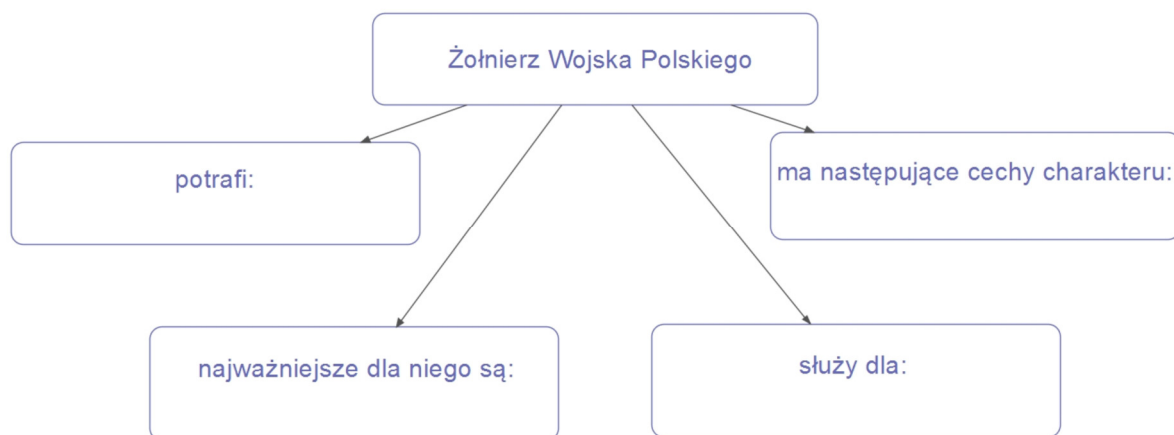 Żołnierz Wojska Polskiego
potrafi:
ma następujące cechy charakteru:
najważniejsze dla niego są:
służy dla: